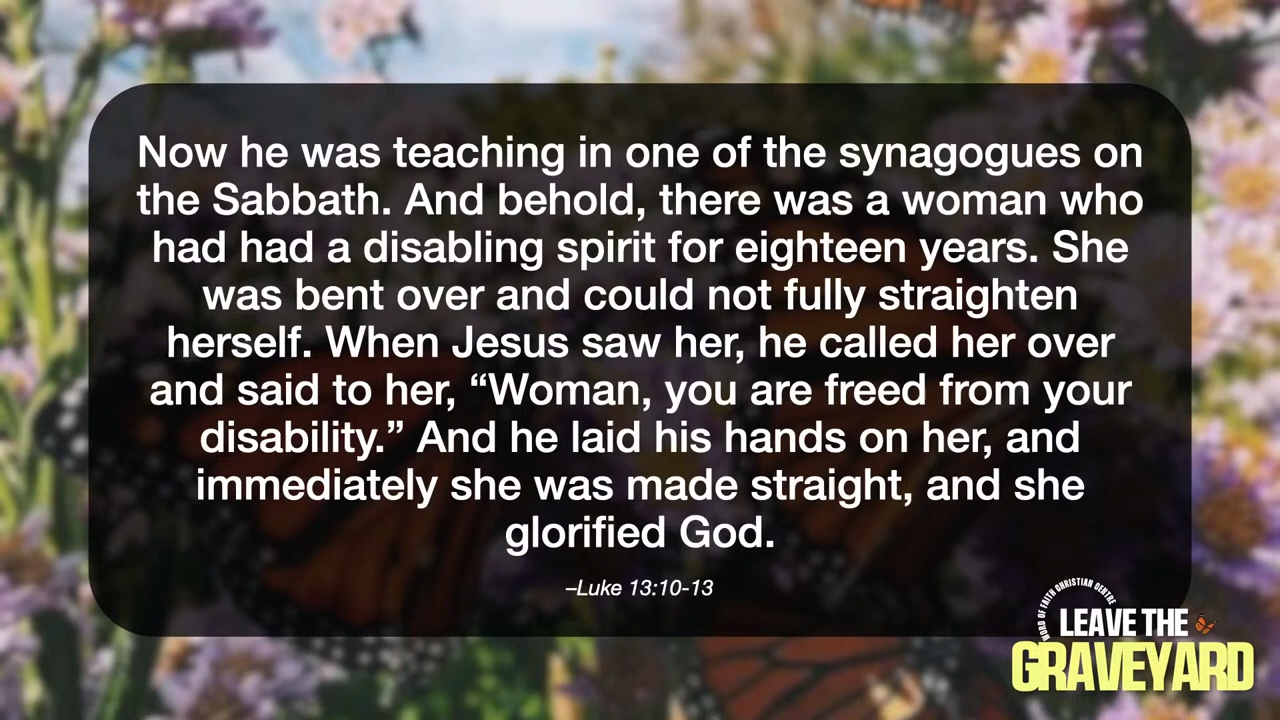 Now he was teaching in one of the synagogues on
the Sabbath. And behold, there was a woman who
had had a disabling spirit for eighteen years. She
was bent over and could not fully straighten
herself. When Jesus saw her, he called her over
and said to her, “Woman, you are freed from your
disability.” And he laid his hands on her, and
immediately she was made straight, and she
glorified God.
–Luke 13:10-13
WORD OF FAITH CHRISTIAN CENTRE
LEAVE THE
GRAVEYARD